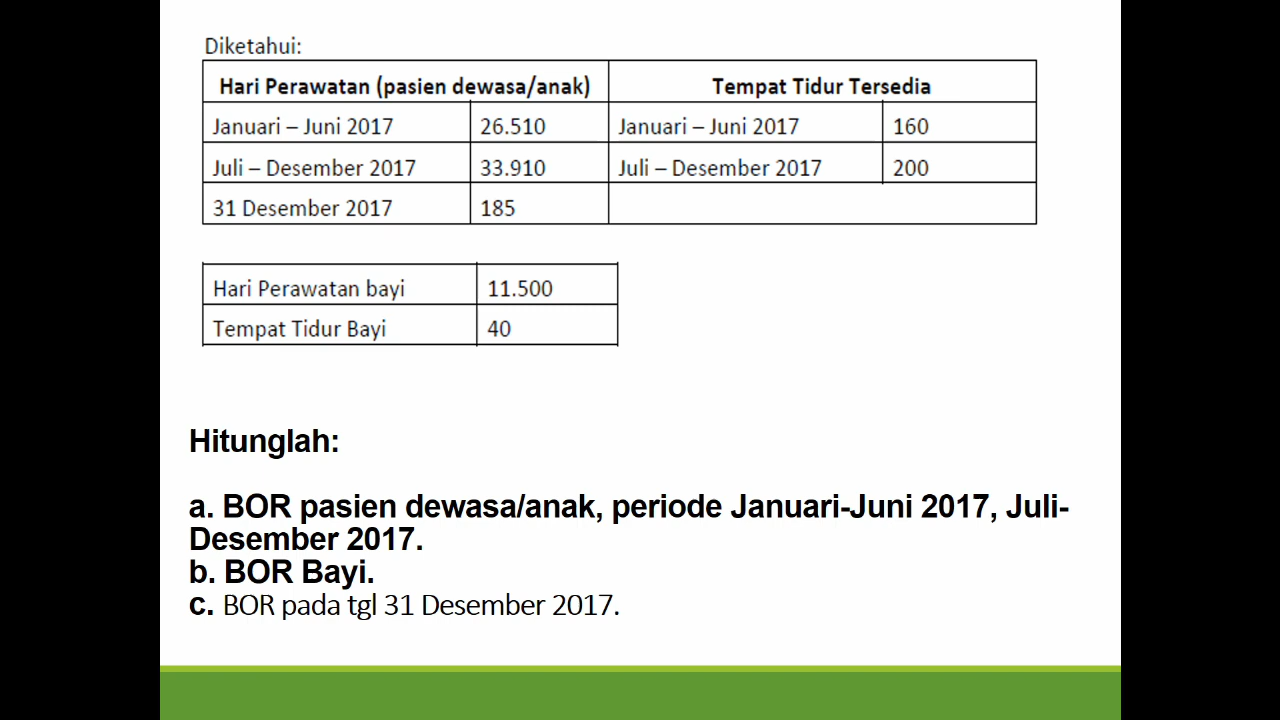 Diketahui:
Hari Perawatan (pasien dewasa/anak) Tempat Tidur Tersedia
Januari – Juni 2017 26.510 Januari – Juni 2017 160
Juli – Desember 2017 33.910 Juli – Desember 2017 200
31 Desember 2017 185
Hari Perawatan bayi 11.500
Tempat Tidur Bayi 40
Hitunglah:
a. BOR pasien dewasa/anak, periode Januari-Juni 2017, Juli-
Desember 2017.
b. BOR Bayi.
c. BOR pada tgl 31 Desember 2017.